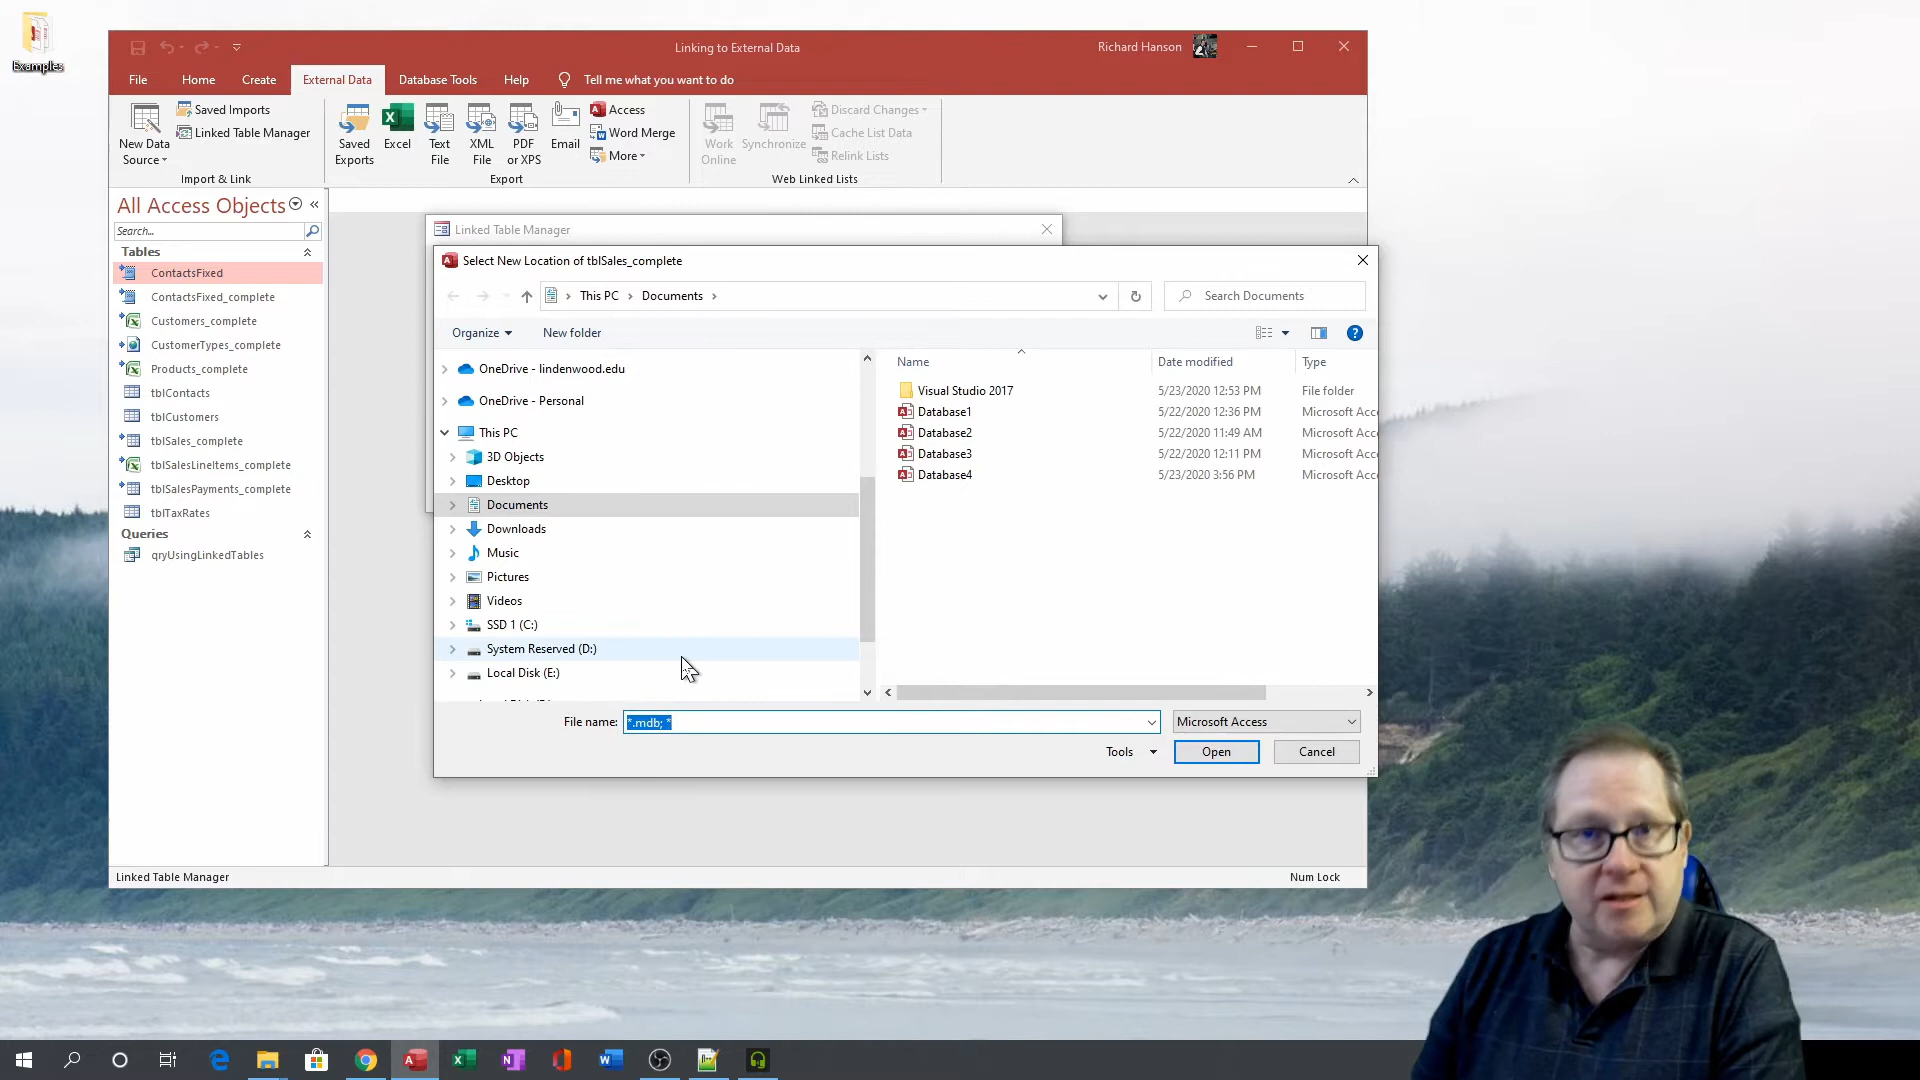 Examples
Linking to External Data
Richard Hanson
File
Home
Create
External Data
Database Tools
Help
Tell me what you want to do
New Data Source
Saved Imports
Linked Table Manager
Import & Link
Saved Exports
Excel
Text File
XML File
PDF or XPS
Email
Access
Word Merge
More
Export
Work Online
Synchronize
Discard Changes
Cache List Data
Relink Lists
Web Linked Lists
All Access Objects
Search...
Tables
ContactsFixed
ContactsFixed_complete
Customers_complete
CustomerTypes_complete
Products_complete
tblContacts
tblCustomers
tblSales_complete
tblSalesLineItems_complete
tblSalesPayments_complete
tblTaxRates
Queries
qryUsingLinkedTables
Linked Table Manager
Select New Location of tblSales_complete
This PC > Documents >
Search Documents
Organize
New folder
OneDrive - lindenwood.edu
OneDrive - Personal
This PC
3D Objects
Desktop
Documents
Downloads
Music
Pictures
Videos
SSD 1 (C:)
System Reserved (D:)
Local Disk (E:)
Name Date modified Type
Visual Studio 2017 5/23/2020 12:53 PM File folder
Database1 5/22/2020 12:36 PM Microsoft Acc
Database2 5/22/2020 11:49 AM Microsoft Acc
Database3 5/22/2020 12:11 PM Microsoft Acc
Database4 5/23/2020 3:56 PM Microsoft Acc
File name: *.mdb; *
Microsoft Access
Tools
Open
Cancel
Linked Table Manager
Num Lock